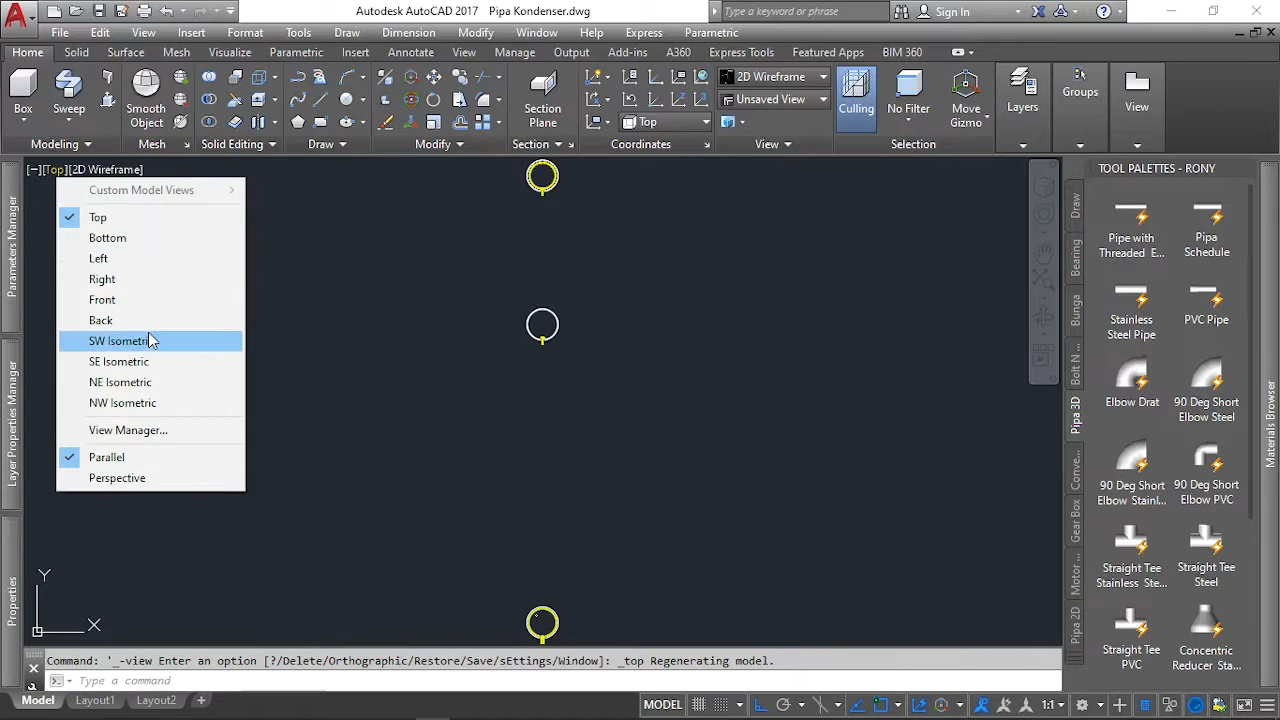 Autodesk AutoCAD 2017 Pipa Kondenser.dwg
Type a keyword or phrase
Sign In
File Edit View Insert Format Tools Draw Dimension Modify Window Help Express Parametric
Home Solid Surface Mesh Visualize Parametric Insert Annotate View Manage Output Add-ins A360 Express Tools Featured Apps BIM 360
Box
Sweep
Smooth
Object
Section
Plane
2D Wireframe
Unsaved View
Top
Culling
No Filter
Move
Gizmo
Layers
Groups
View
Modeling Mesh Solid Editing Draw Modify Section Coordinates View Selection
[−][Top][2D Wireframe]
Custom Model Views
Top
Bottom
Left
Right
Front
Back
SW Isometric
SE Isometric
NE Isometric
NW Isometric
View Manager...
Parallel
Perspective
Parameters Manager
Layer Properties Manager
Properties
Y
X
TOOL PALETTES - RONY
Draw
Bearing
Bunga
Bolt N ...
Pipa 3D
Conve...
Gear Box
Motor ...
Pipa 2D
Pipe with
Threaded E...
Pipa
Schedule
Stainless
Steel Pipe
PVC Pipe
Elbow Drat
90 Deg Short
Elbow Steel
90 Deg Short
Elbow Stainl...
90 Deg Short
Elbow PVC
Straight Tee
Stainless Ste...
Straight Tee
Steel
Straight Tee
PVC
Concentric
Reducer Sta...
Materials Browser
Command: '_-view Enter an option [?/Delete/Orthographic/Restore/Save/sEttings/Window]: _top Regenerating model.
Type a command
Model Layout1 Layout2 +
MODEL
1:1